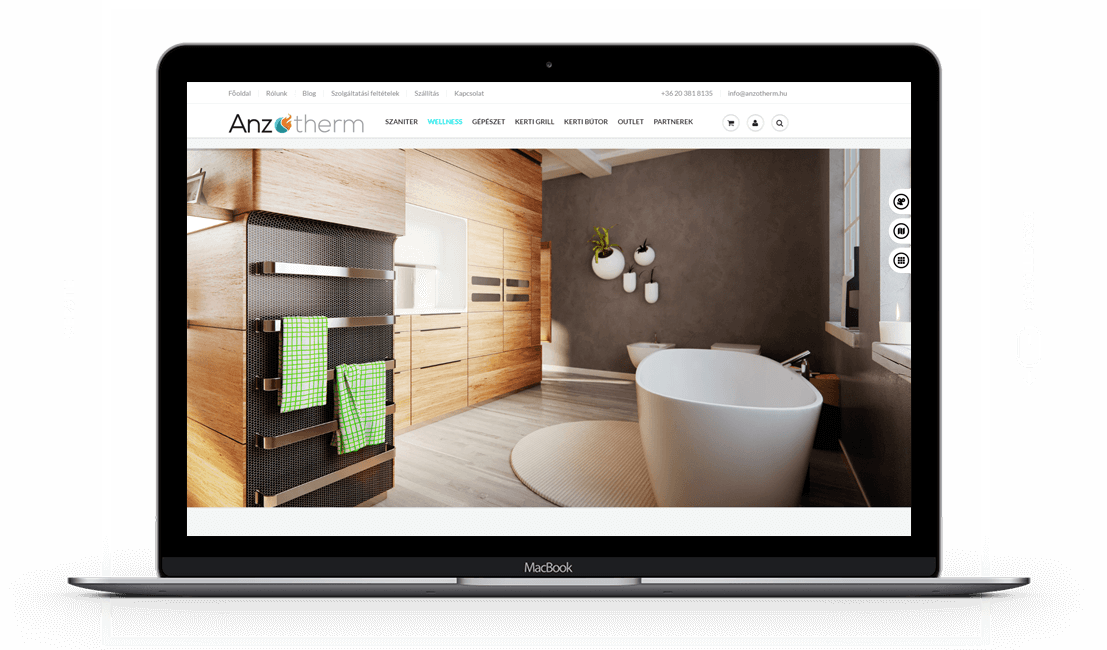 Főoldal Rólunk Blog Szolgáltatási feltételek Szállítás Kapcsolat +36 20 381 8135 info@anzotherm.hu
Anzotherm SZANITER WELLNESS GÉPÉSZET KERTI GRILL KERTI BÚTOR OUTLET PARTNEREK
MacBook